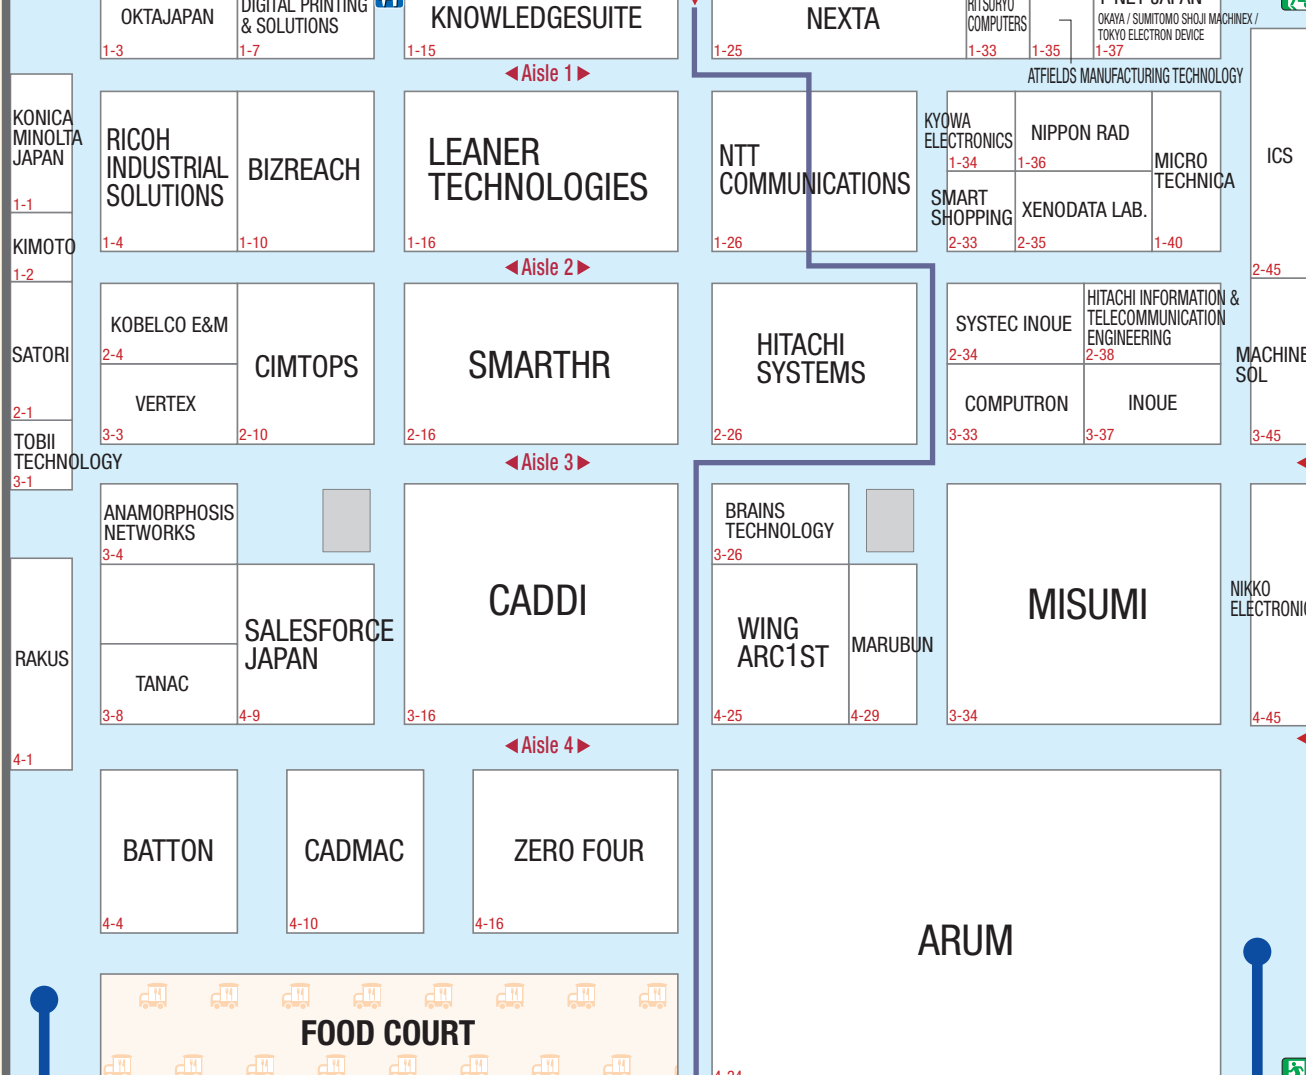 OKTAJAPAN
1-3
DIGITAL PRINTING
& SOLUTIONS
1-7
KNOWLEDGESUITE
1-15
NEXTA
1-25
RITSURYO
COMPUTERS
1-33
1-35
T-NET JAPAN
OKAYA / SUMITOMO SHOJI MACHINEX /
TOKYO ELECTRON DEVICE
1-37
ATFIELDS MANUFACTURING TECHNOLOGY
◄Aisle 1►
KONICA
MINOLTA
JAPAN
1-1
RICOH
INDUSTRIAL
SOLUTIONS
1-4
BIZREACH
1-10
LEANER
TECHNOLOGIES
1-16
NTT
COMMUNICATIONS
1-26
KYOWA
ELECTRONICS
1-34
NIPPON RAD
1-36
MICRO
TECHNICA
1-40
SMART
SHOPPING
2-33
XENODATA LAB.
2-35
ICS
2-45
KIMOTO
1-2
◄Aisle 2►
SATORI
2-1
KOBELCO E&M
2-4
VERTEX
3-3
CIMTOPS
2-10
SMARTHR
2-16
HITACHI
SYSTEMS
2-26
SYSTEC INOUE
2-34
HITACHI INFORMATION &
TELECOMMUNICATION
ENGINEERING
2-38
COMPUTRON
3-33
INOUE
3-37
MACHINE
SOL
3-45
TOBII
TECHNOLOGY
3-1
◄Aisle 3►
ANAMORPHOSIS
NETWORKS
3-4
RAKUS
4-1
TANAC
3-8
SALESFORCE
JAPAN
4-9
CADDI
3-16
BRAINS
TECHNOLOGY
3-26
WING
ARC1ST
4-25
MARUBUN
4-29
MISUMI
3-34
NIKKO
ELECTRONIC
4-45
◄Aisle 4►
BATTON
4-4
CADMAC
4-10
ZERO FOUR
4-16
ARUM
4-24
FOOD COURT